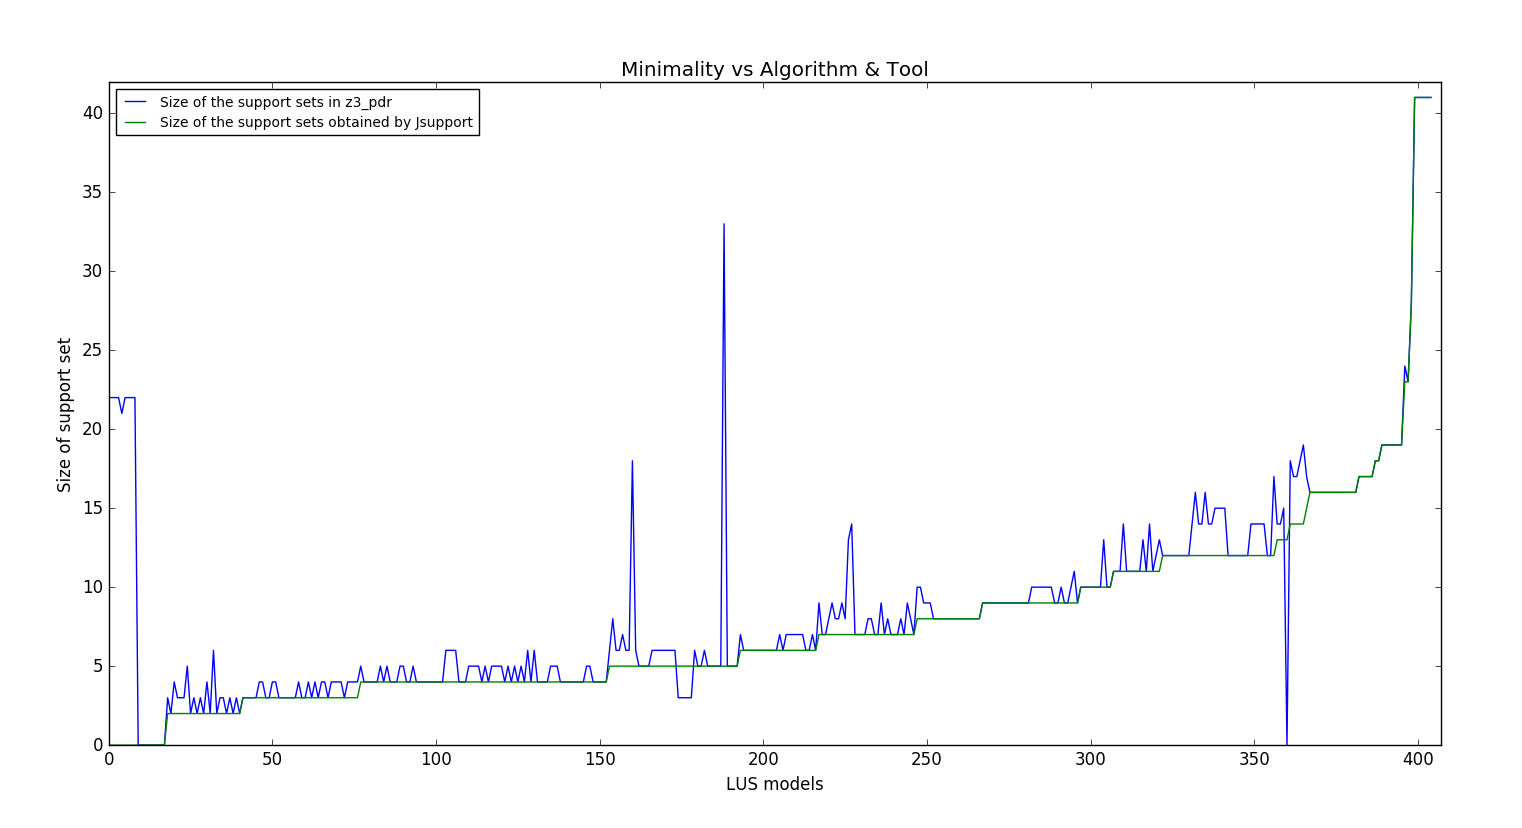 Minimality vs Algorithm & Tool
Size of the support sets in z3_pdr
Size of the support sets obtained by Jsupport
Size of support set
40
35
30
25
20
15
10
5
0
0 50 100 150 200 250 300 350 400
LUS models